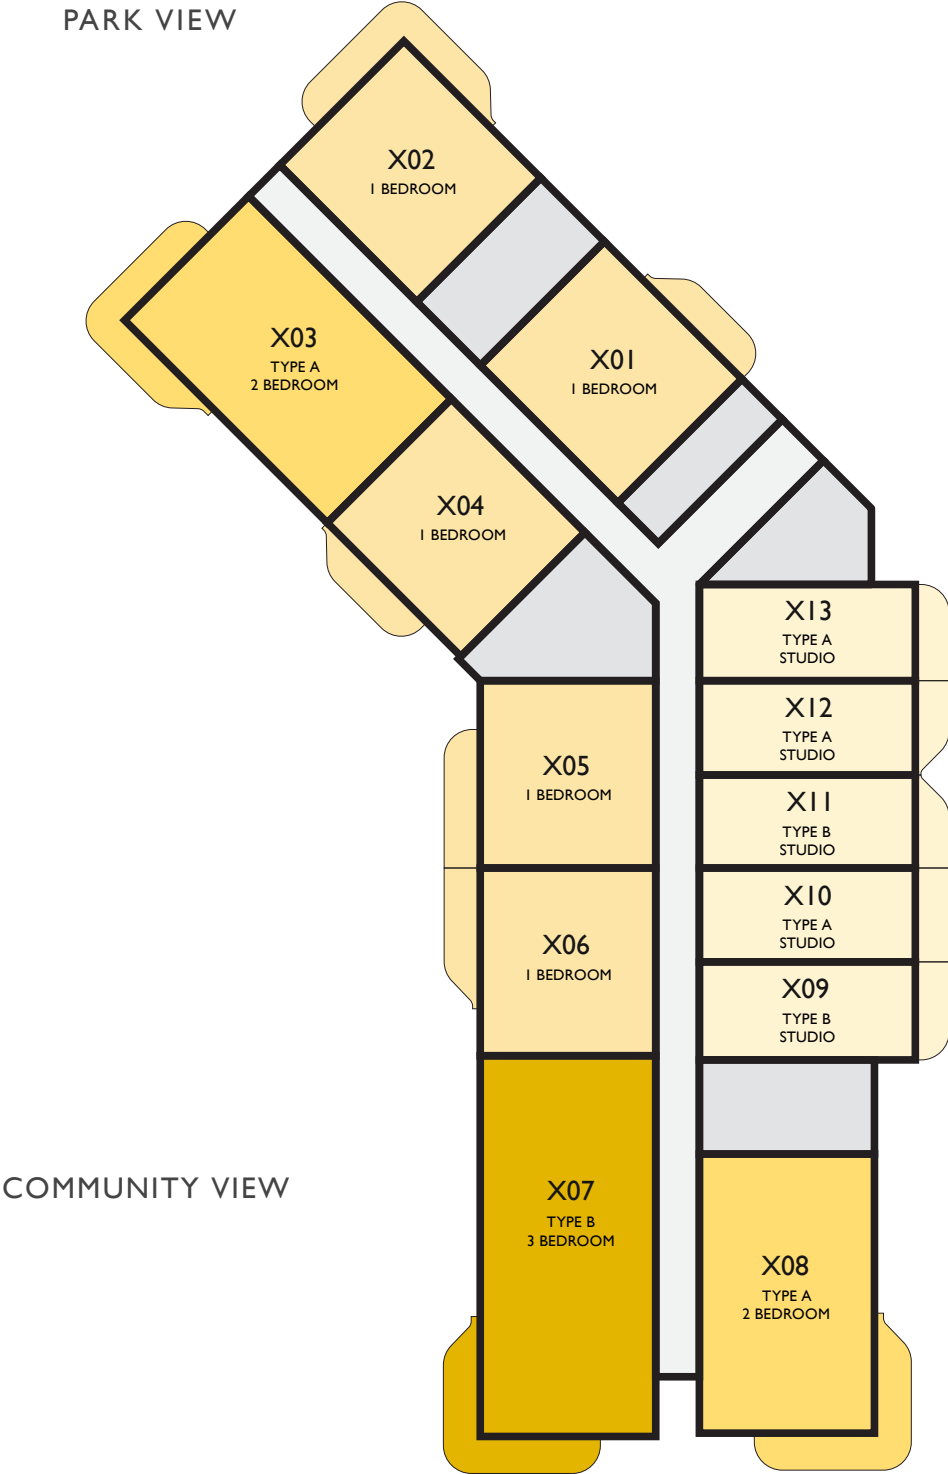 PARK VIEW
X02
1 BEDROOM
X03
TYPE A
2 BEDROOM
X01
1 BEDROOM
X04
1 BEDROOM
X13
TYPE A
STUDIO
X12
TYPE A
STUDIO
X05
1 BEDROOM
X11
TYPE B
STUDIO
X10
TYPE A
STUDIO
X06
1 BEDROOM
X09
TYPE B
STUDIO
COMMUNITY VIEW
X07
TYPE B
3 BEDROOM
X08
TYPE A
2 BEDROOM